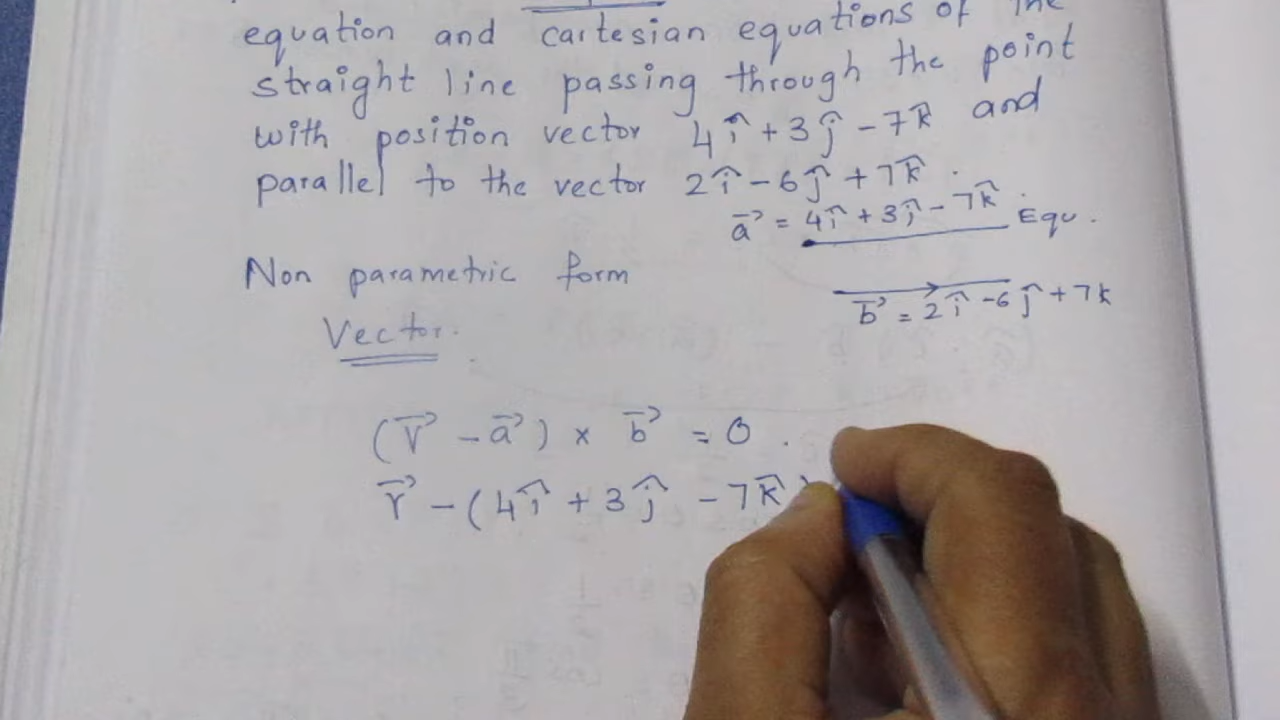 equation and cartesian equations of the
straight line passing through the point
with position vector 4î + 3ĵ - 7k̂ and
parallel to the vector 2î - 6ĵ + 7k̂ .
a⃗ = 4î + 3ĵ - 7k̂ . Equ .
Non parametric form
b⃗ = 2î - 6ĵ + 7k
Vector.
(r⃗ - a⃗ ) × b⃗ = 0 .
r⃗ - ( 4î + 3ĵ - 7k̂ )